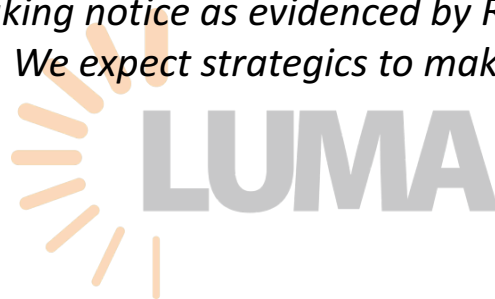 king notice as evidenced by
We expect strategics to mak
LUMA